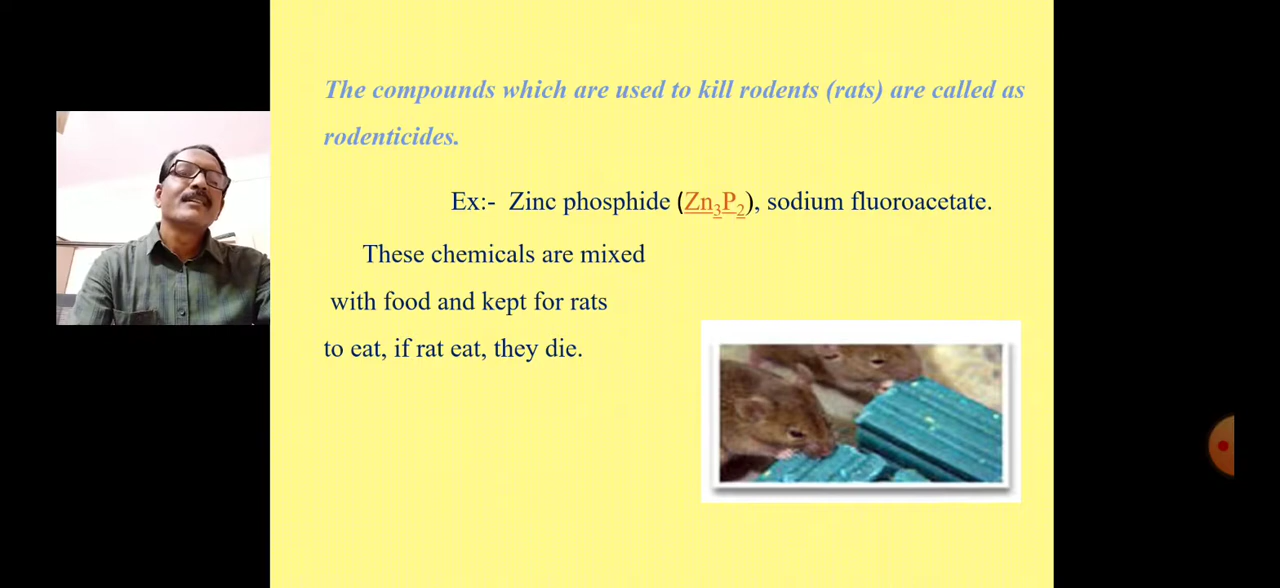 The compounds which are used to kill rodents (rats) are called as
rodenticides.
Ex:- Zinc phosphide (Zn₃P₂), sodium fluoroacetate.
These chemicals are mixed
with food and kept for rats
to eat, if rat eat, they die.